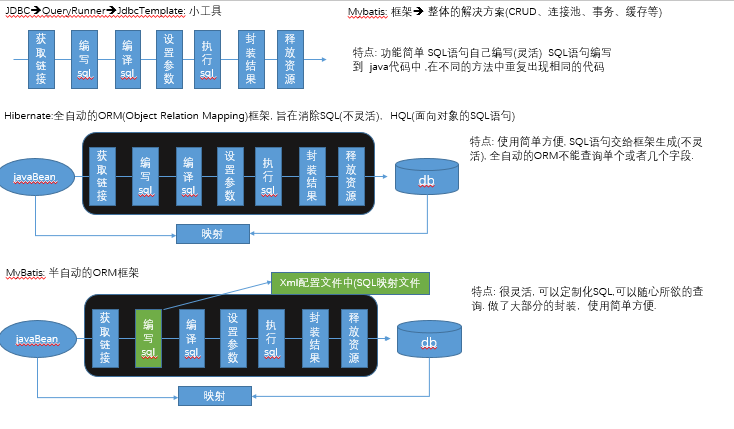 JDBC→QueryRunner→JdbcTemplate: 小工具
Mybatis: 框架→ 整体的解决方案(CRUD、连接池、事务、缓存等)
获取链接
编写sql
编译sql
设置参数
执行sql
封装结果
释放资源
特点: 功能简单 SQL语句自己编写(灵活) SQL语句编写
到 java代码中 .在不同的方法中重复出现相同的代码
Hibernate:全自动的ORM(Object Relation Mapping)框架, 旨在消除SQL(不灵活)、HQL(面向对象的SQL语句)
javaBean
获取链接
编写sql
编译sql
设置参数
执行sql
封装结果
释放资源
db
映射
特点: 使用简单方便, SQL语句交给框架生成(不灵
活), 全自动的ORM不能查询单个或者几个字段.
MyBatis: 半自动的ORM框架
Xml配置文件中(SQL映射文件
javaBean
获取链接
编写sql
编译sql
设置参数
执行sql
封装结果
释放资源
db
映射
特点: 很灵活, 可以定制化SQL,可以随心所欲的查
询. 做了大部分的封装, 使用简单方便.